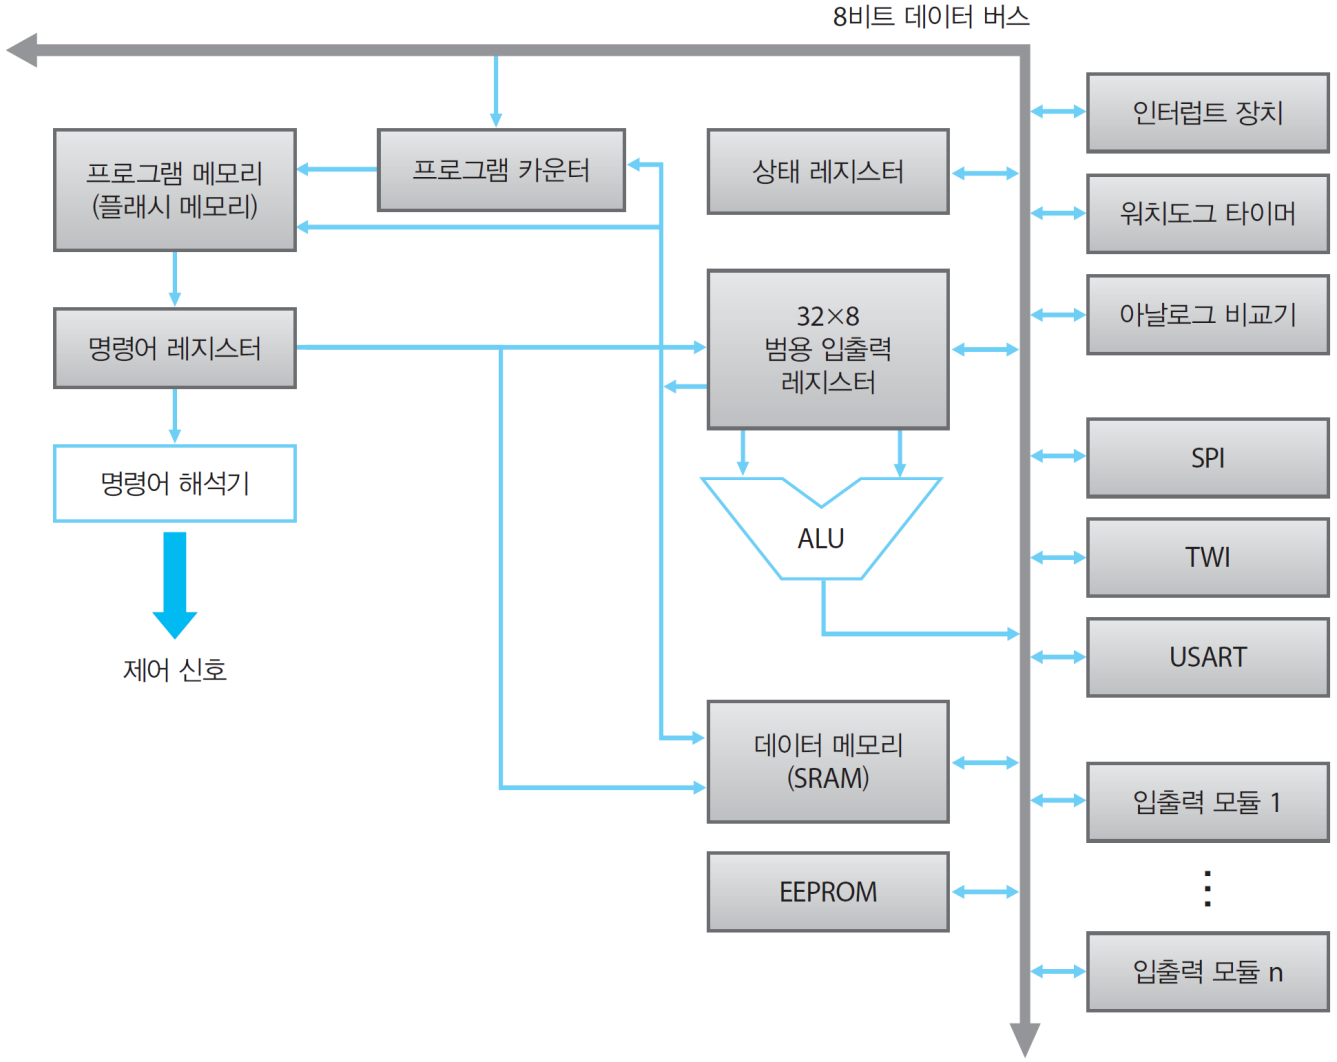 8비트 데이터 버스
프로그램 메모리
(플래시 메모리)
프로그램 카운터
상태 레지스터
인터럽트 장치
워치도그 타이머
아날로그 비교기
명령어 레지스터
32×8
범용 입출력
레지스터
명령어 해석기
제어 신호
ALU
SPI
TWI
USART
데이터 메모리
(SRAM)
EEPROM
입출력 모듈 1
⋮
입출력 모듈 n